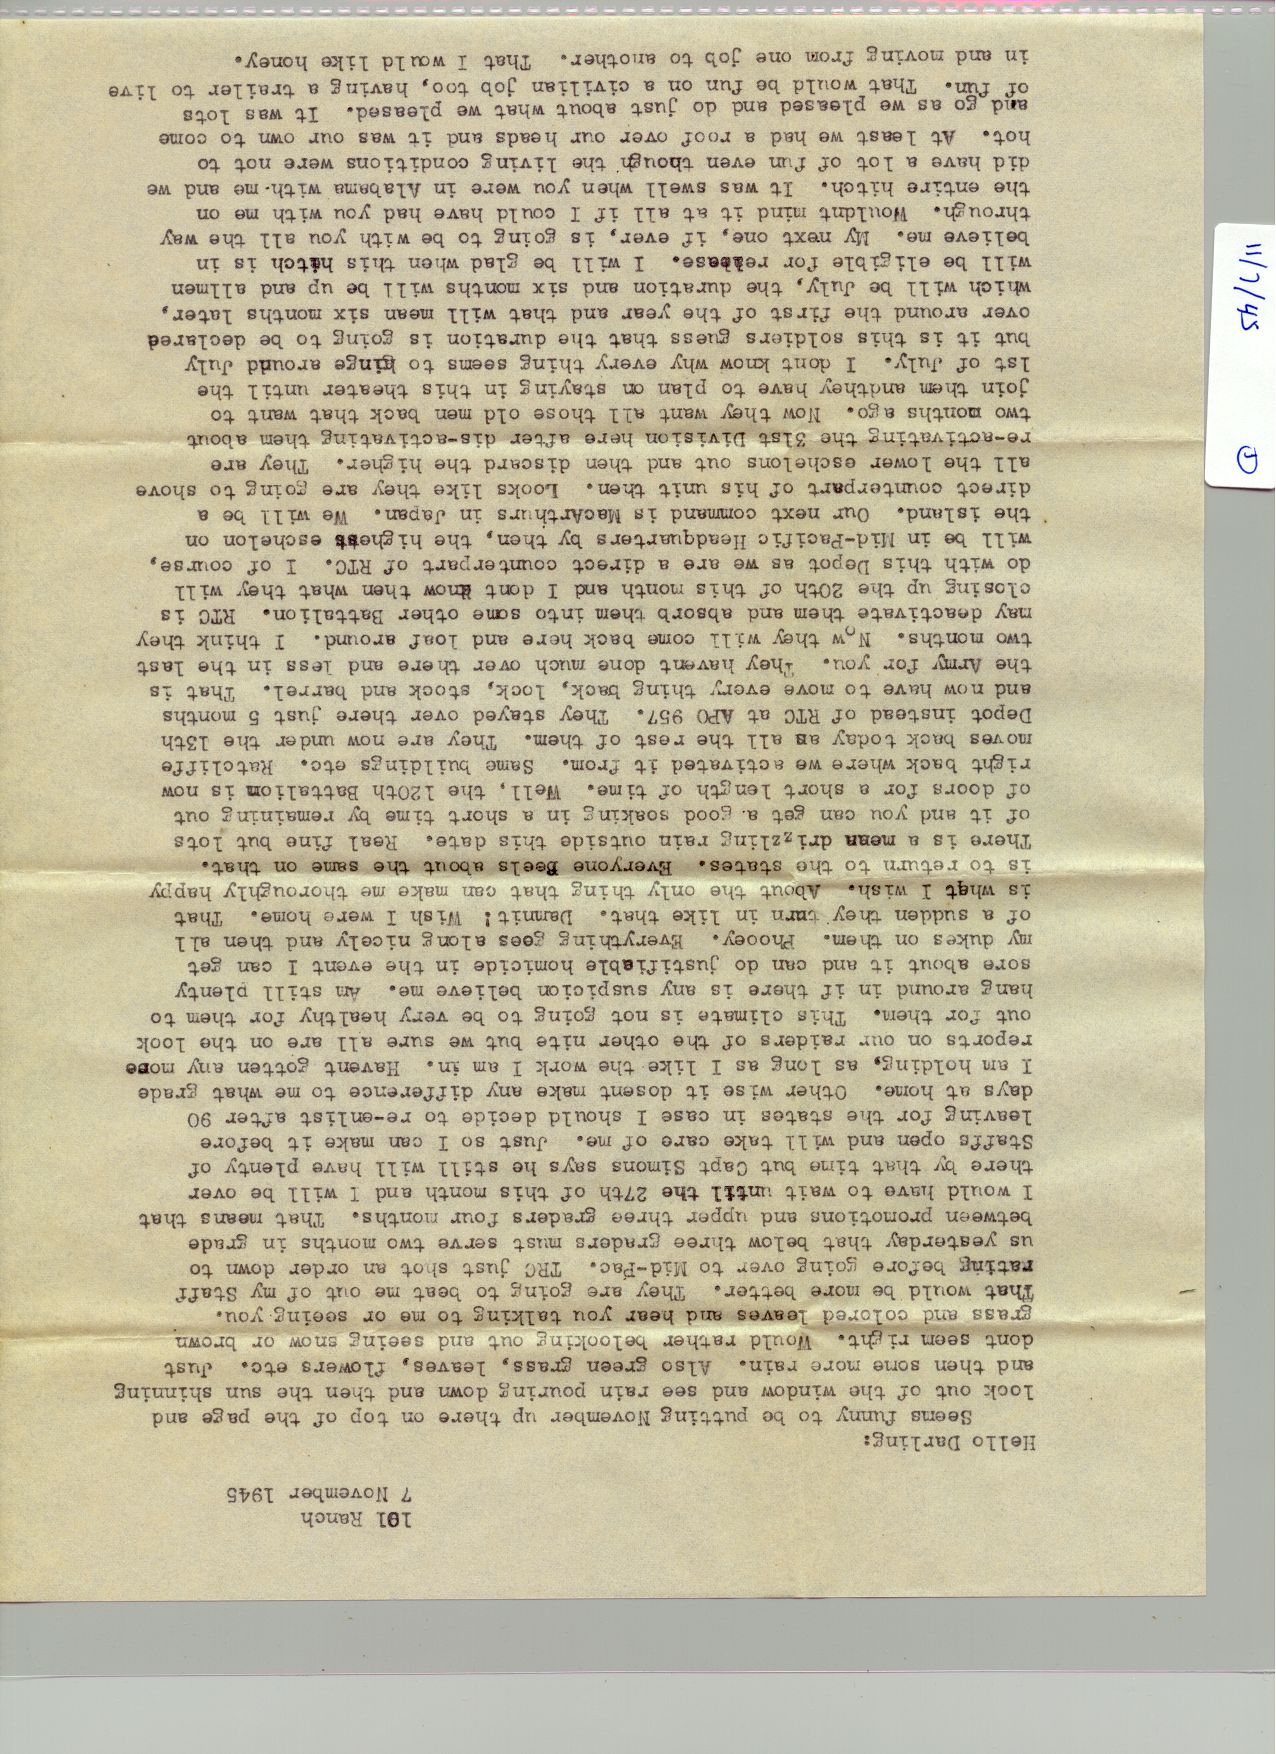 101 Ranch
7 November 1945
Hello Darling:
Seems funny to be putting November up there on top of the page and
look out of the window and see rain pouring down and then the sun shinning
and then some more rain. Also green grass, leaves, flowers etc. Just
dont seem right. Would rather belooking out and seeing snow or brown
grass and colored leaves and hear you talking to me or seeing you.
That would be more better. They are going to beat me out of my Staff
rating before going over to Mid-Pac. TRC just shot an order down to
us yesterday that below three graders must serve two months in grade
between promotions and upper three graders four months. That means that
I would have to wait until the 27th of this month and I will be over
there by that time but Capt Simons says he still will have plenty of
Staffs open and will take care of me. Just so I can make it before
leaving for the states in case I should decide to re-enlist after 90
days at home. Other wise it dosent make any difference to me what grade
I am holding, as long as I like the work I am in. Havent gotten any more
reports on our raiders of the other nite but we sure all are on the look
out for them. This climate is not going to be very healthy for them to
hang around in if there is any suspicion believe me. Am still plenty
sore about it and can do justifiable homicide in the event I can get
my dukes on them. Phooey. Everything goes along nicely and then all
of a sudden they turn in like that. Damnit! Wish I were home. That
is what I wish. About the only thing that can make me thoroughly happy
is to return to the states. Everyone Beels about the same on that.
There is a mean drizzling rain outside this date. Real fine but lots
of it and you can get a good soaking in a short time by remaining out
of doors for a short length of time. Well, the 120th Battalion is now
right back where we activated it from. Same buildings etc. Ratcliffe
moves back today as all the rest of them. They are now under the 13th
Depot instead of RTC at APO 957. They stayed over there just 5 months
and now have to move every thing back, lock, stock and barrel. That is
the Army for you. They havent done much over there and less in the last
two months. Now they will come back here and loaf around. I think they
may deactivate them and absorb them into some other Battalion. RTC is
closing up the 20th of this month and I dont know then what they will
do with this Depot as we are a direct counterpart of RTC. I of course,
will be in Mid-Pacific Headquarters by then, the highest eschelon on
the island. Our next command is MacArthurs in Japan. We will be a
direct counterpart of his unit then. Looks like they are going to shove
all the lower eschelons out and then discard the higher. They are
re-activating the 31st Division here after dis-activating them about
two months ago. Now they want all those old men back that want to
join them andthey have to plan on staying in this theater until the
1st of July. I dont know why every thing seems to hinge around July
but it is this soldiers guess that the duration is going to be declared
over around the first of the year and that will mean six months later,
which will be July, the duration and six months will be up and allmen
will be eligible for release. I will be glad when this hitch is in
believe me. My next one, if ever, is going to be with you all the way
through. Wouldnt mind it at all if I could have had you with me on
the entire hitch. It was swell when you were in Alabama with me and we
did have a lot of fun even though the living conditions were not to
hot. At least we had a roof over our heads and it was our own to come
and go as we pleased and do just about what we pleased. It was lots
of fun. That would be fun on a civilian job too, having a trailer to live
in and moving from one job to another. That I would like honey.
11/7/45
J